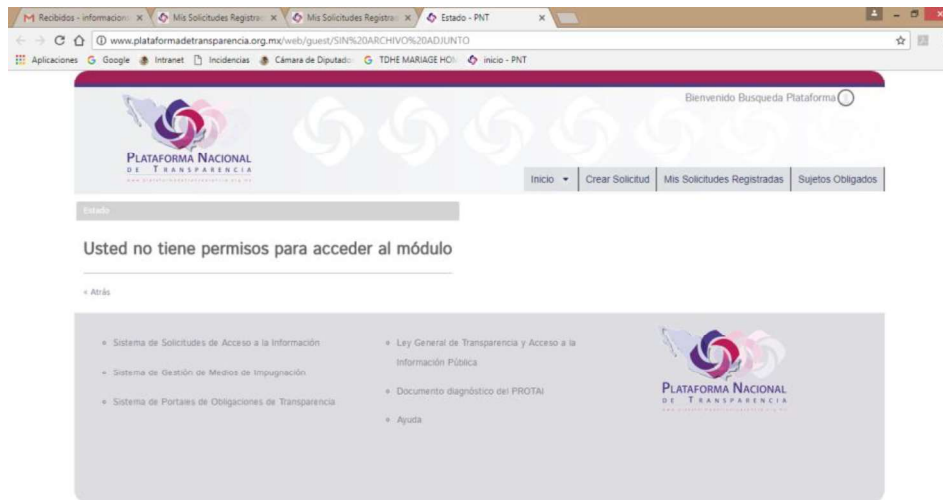 Recibidos - informacion
Mis Solicitudes Registra
Mis Solicitudes Registra
Estado - PNT
www.plataformadetransparencia.org.mx/web/guest/SIN%20ARCHIVO%20ADJUNTO
Aplicaciones Google Intranet Incidencias Cámara de Diputado TDHE MARIAGE HO inicio - PNT
Bienvenido Busqueda Plataforma
PLATAFORMA NACIONAL
DE TRANSPARENCIA
Inicio Crear Solicitud Mis Solicitudes Registradas Sujetos Obligados
Estado
Usted no tiene permisos para acceder al módulo
« Atrás
Sistema de Solicitudes de Acceso a la Información
Sistema de Gestión de Medios de Impugnación
Sistema de Portales de Obligaciones de Transparencia
Ley General de Transparencia y Acceso a la
Información Pública
Documento diagnóstico del PROTAI
Ayuda
PLATAFORMA NACIONAL
DE TRANSPARENCIA